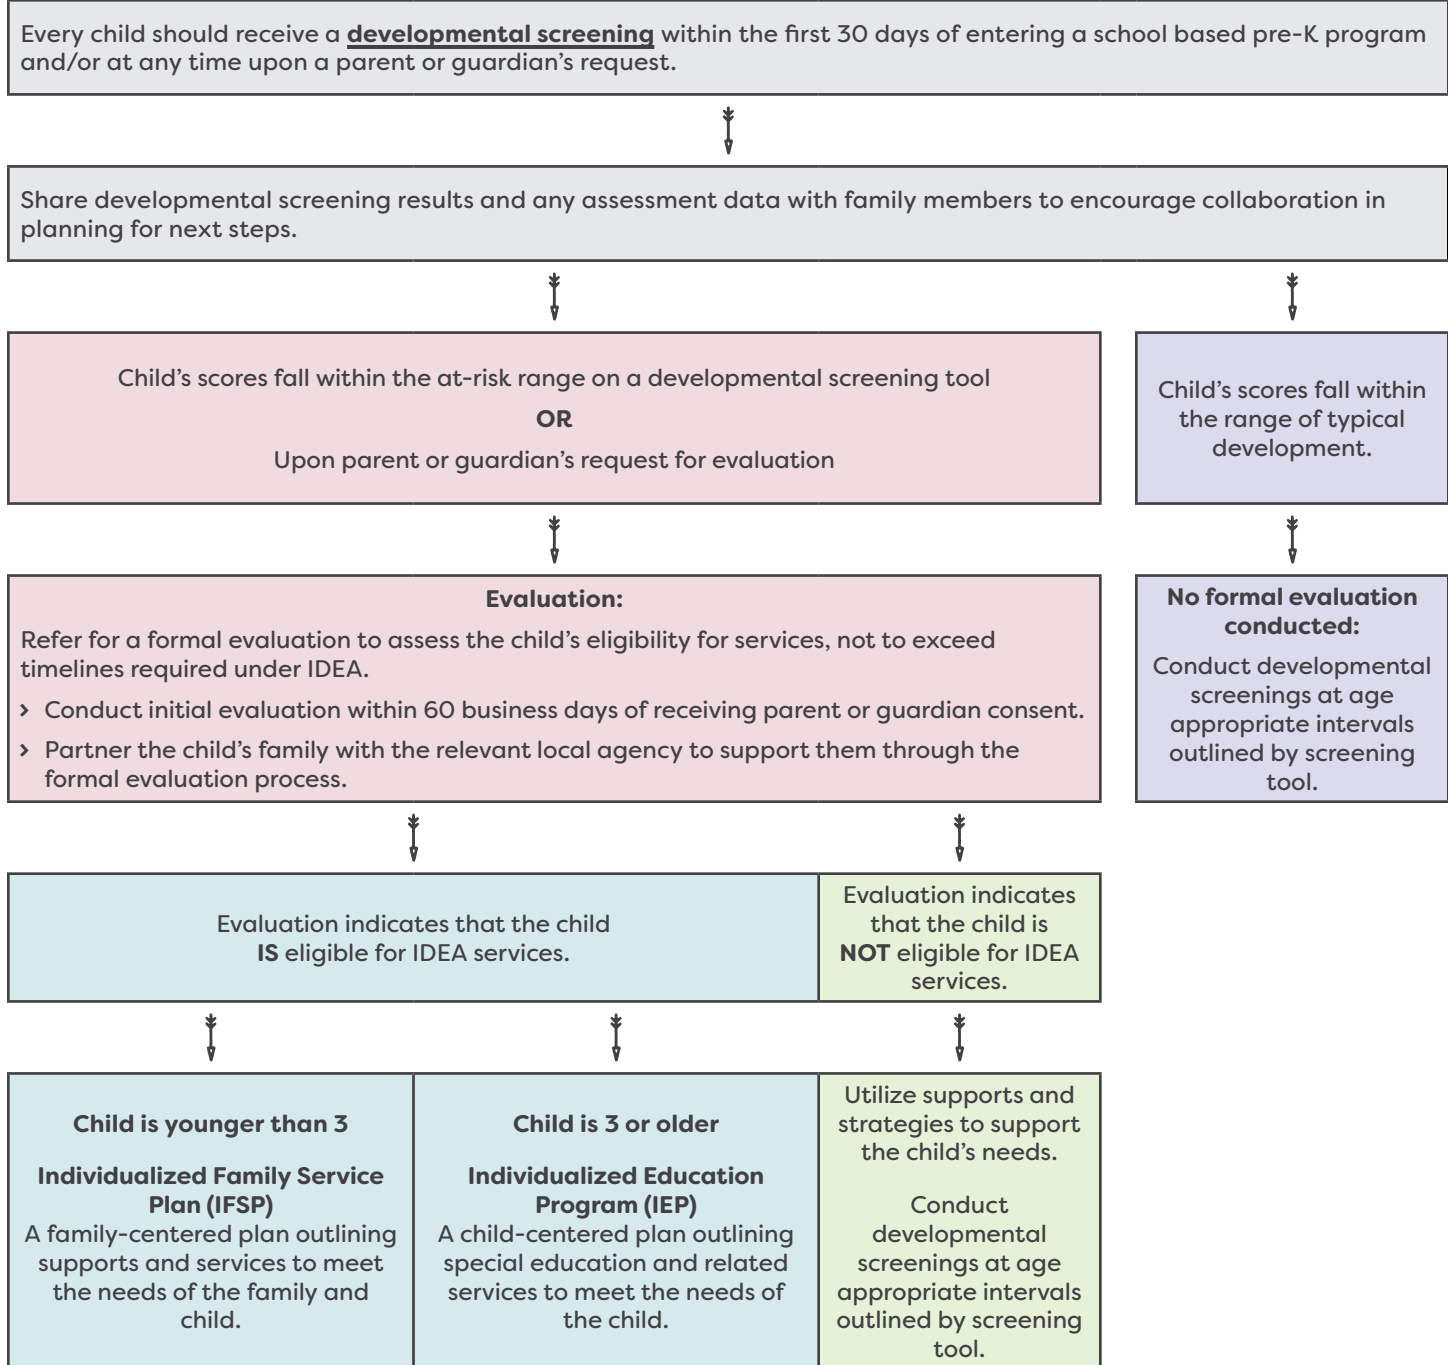 Every child should receive a developmental screening within the first 30 days of entering a school based pre-K program
and/or at any time upon a parent or guardian’s request.
Share developmental screening results and any assessment data with family members to encourage collaboration in
planning for next steps.
Child’s scores fall within the at-risk range on a developmental screening tool
OR
Upon parent or guardian’s request for evaluation
Child’s scores fall within
the range of typical
development.
Evaluation:
Refer for a formal evaluation to assess the child’s eligibility for services, not to exceed
timelines required under IDEA.
› Conduct initial evaluation within 60 business days of receiving parent or guardian consent.
› Partner the child’s family with the relevant local agency to support them through the
formal evaluation process.
No formal evaluation
conducted:
Conduct developmental
screenings at age
appropriate intervals
outlined by screening
tool.
Evaluation indicates that the child
IS eligible for IDEA services.
Evaluation indicates
that the child is
NOT eligible for IDEA
services.
Child is younger than 3
Individualized Family Service
Plan (IFSP)
A family-centered plan outlining
supports and services to meet
the needs of the family and
child.
Child is 3 or older
Individualized Education
Program (IEP)
A child-centered plan outlining
special education and related
services to meet the needs of
the child.
Utilize supports and
strategies to support
the child’s needs.
Conduct
developmental
screenings at age
appropriate intervals
outlined by screening
tool.